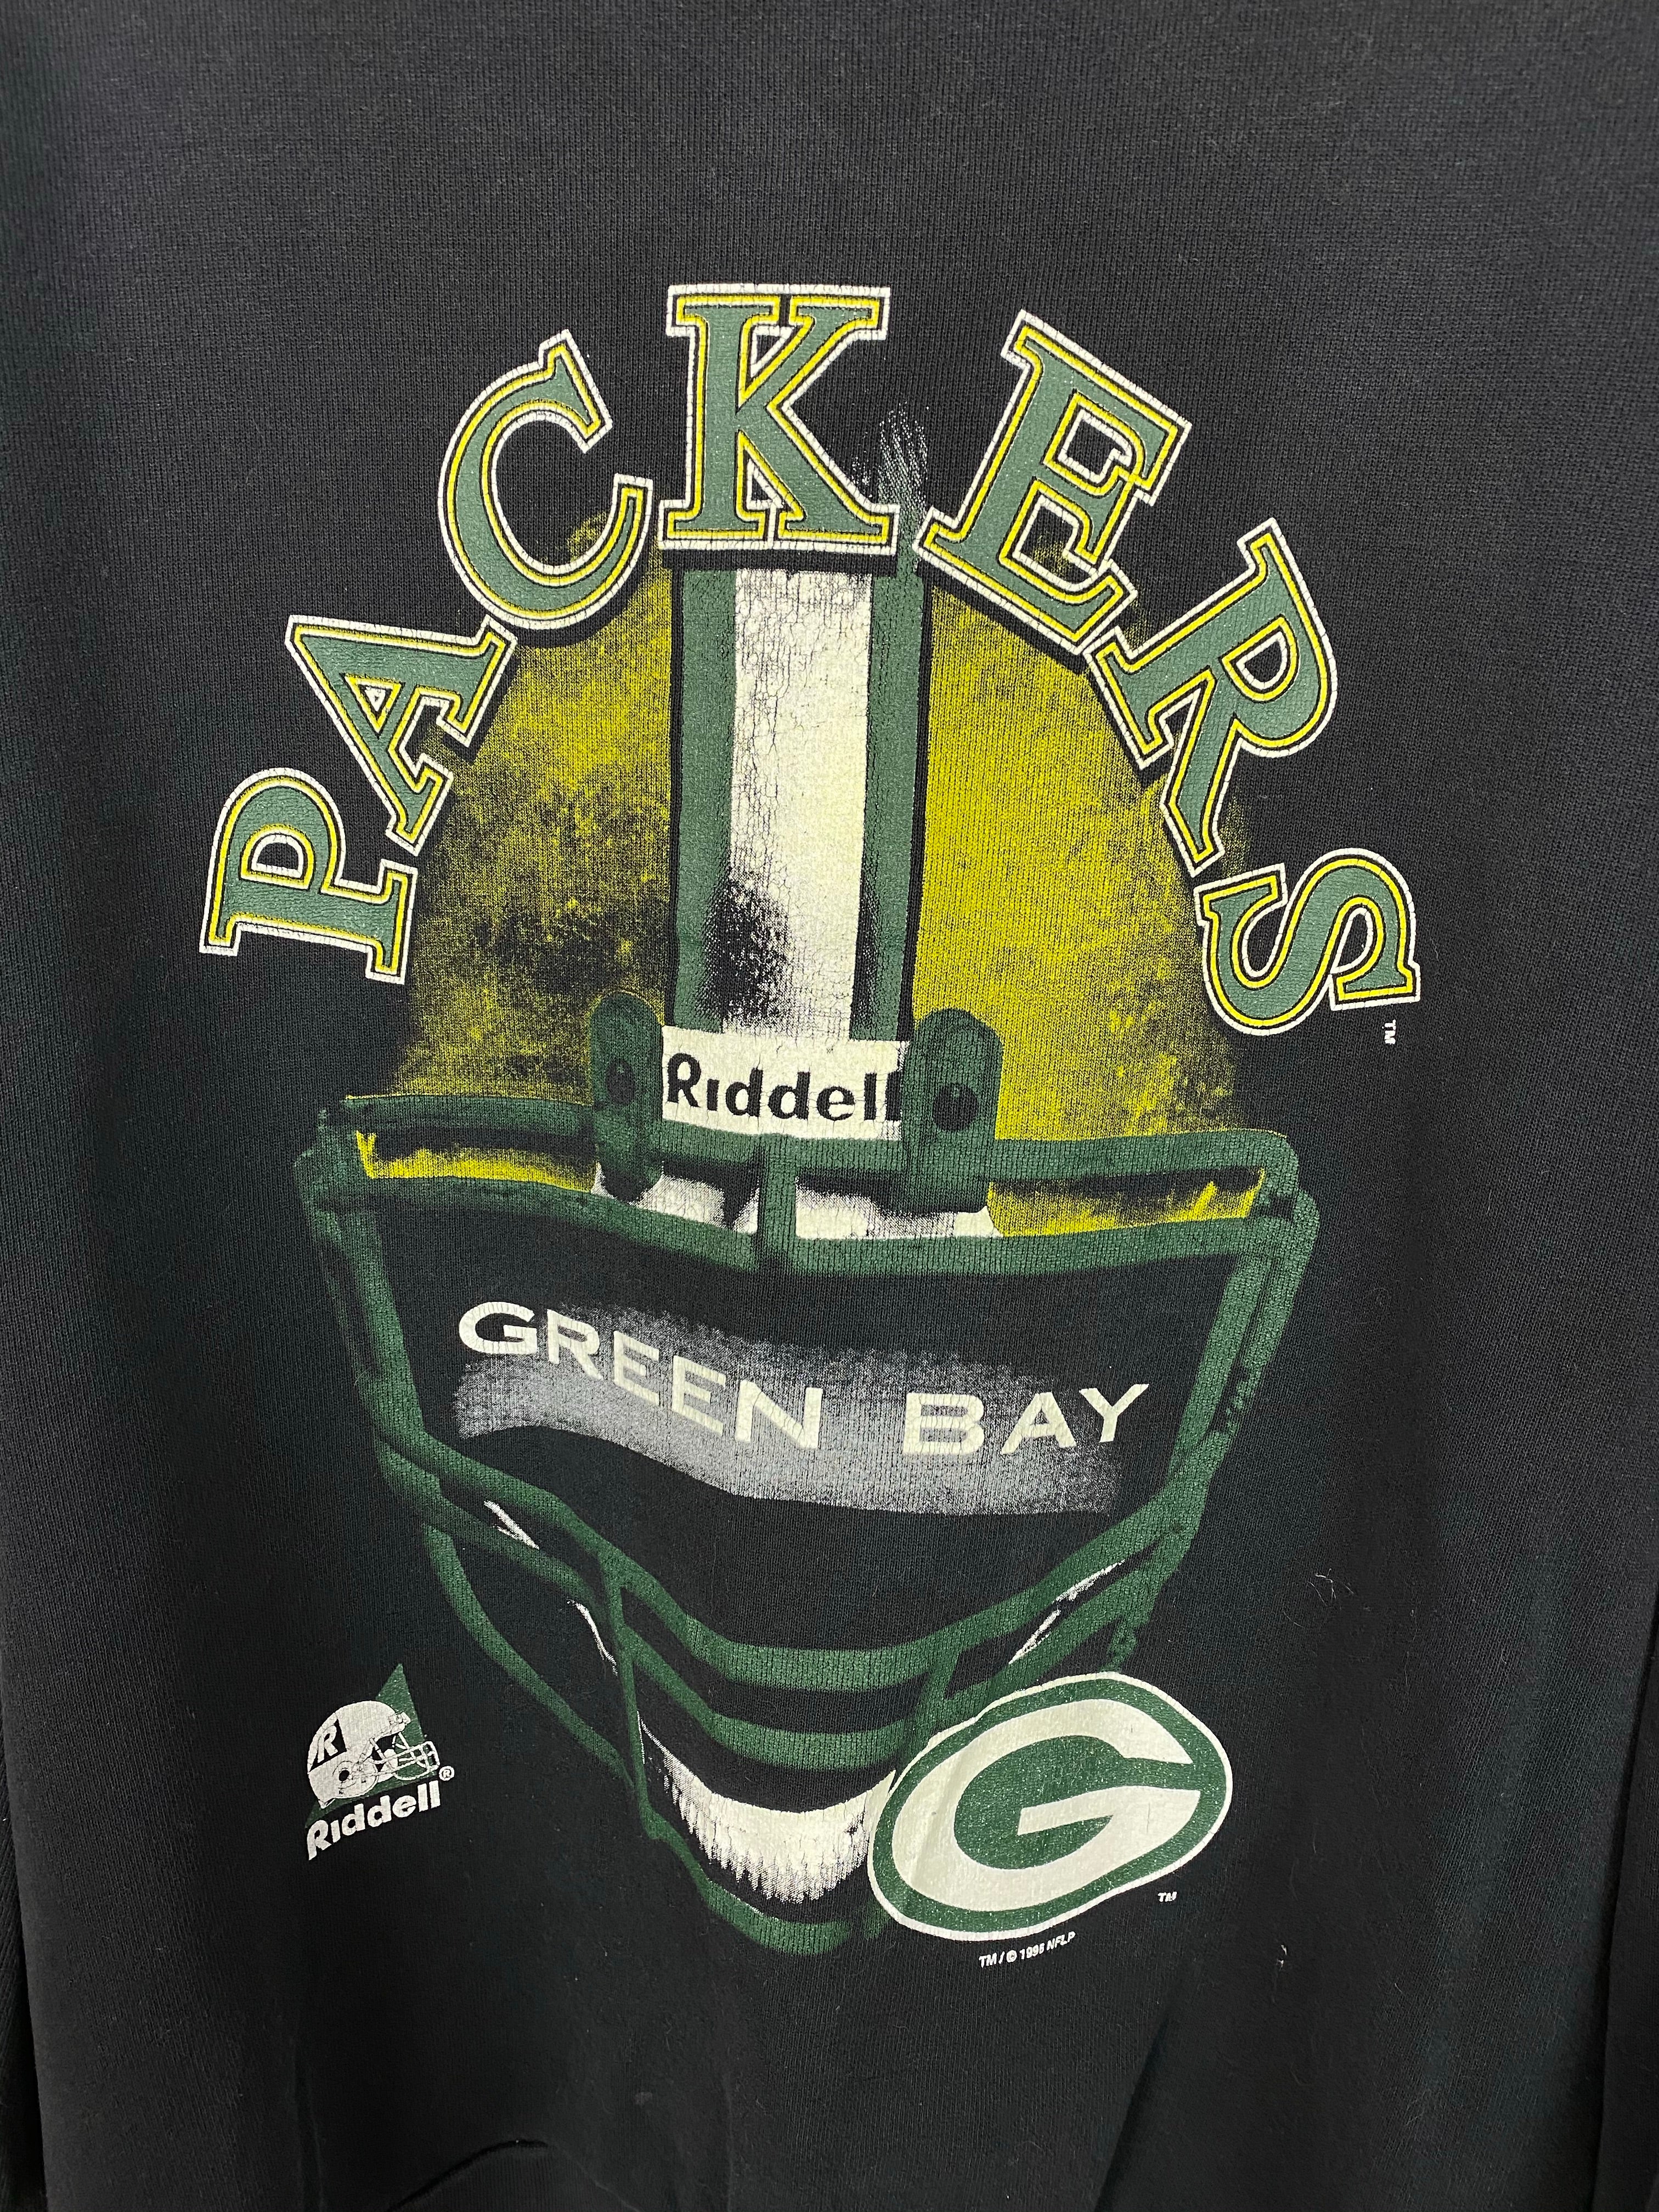 PACKERS
TM
Riddell
GREEN BAY
R
Riddell®
G
TM
TM / © 1995 NFLP